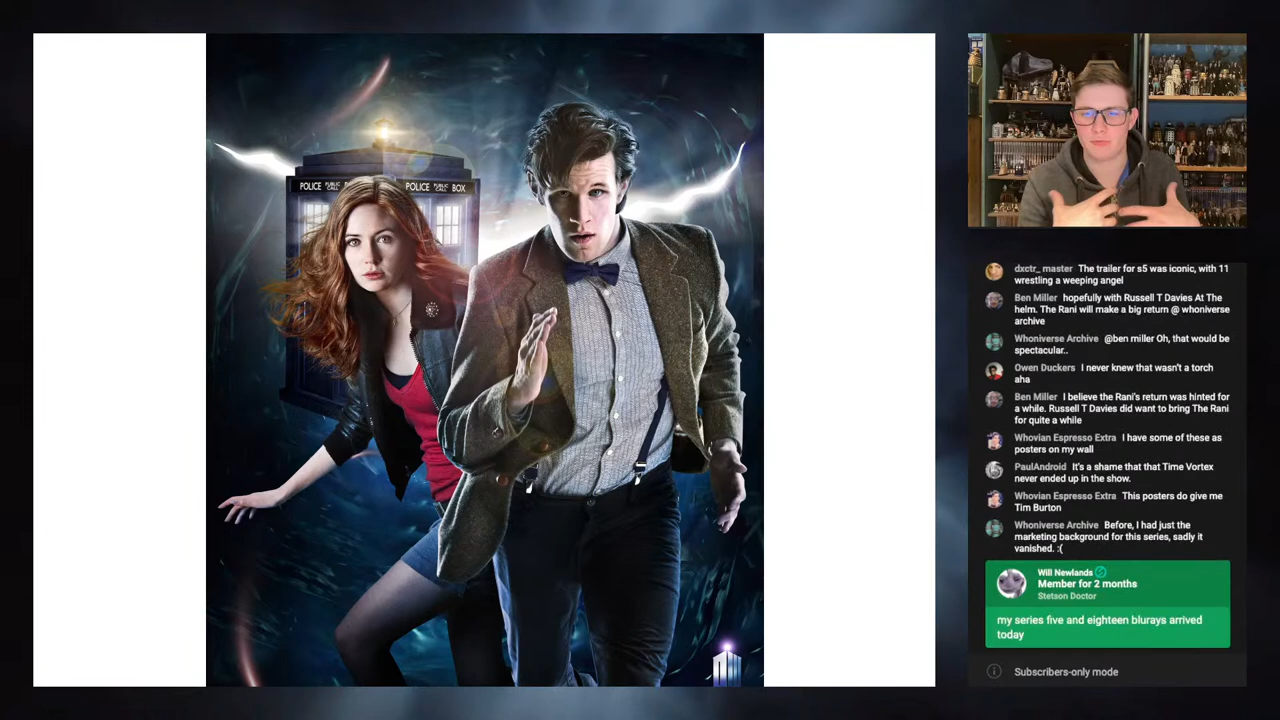 POLICE PUBLIC CALL BOX
dxctr_ master The trailer for s5 was iconic, with 11
wrestling a weeping angel
Ben Miller hopefully with Russell T Davies At The
helm. The Rani will make a big return @ whoniverse
archive
Whoniverse Archive @ben miller Oh, that would be
spectacular..
Owen Duckers I never knew that wasn't a torch
aha
Ben Miller I believe the Rani's return was hinted for
a while. Russell T Davies did want to bring The Rani
for quite a while
Whovian Espresso Extra I have some of these as
posters on my wall
PaulAndroid It's a shame that that Time Vortex
never ended up in the show.
Whovian Espresso Extra This posters do give me
Tim Burton
Whoniverse Archive Before, I had just the
marketing background for this series, sadly it
vanished. :(
Will Newlands
Member for 2 months
Stetson Doctor
my series five and eighteen blurays arrived
today
Subscribers-only mode